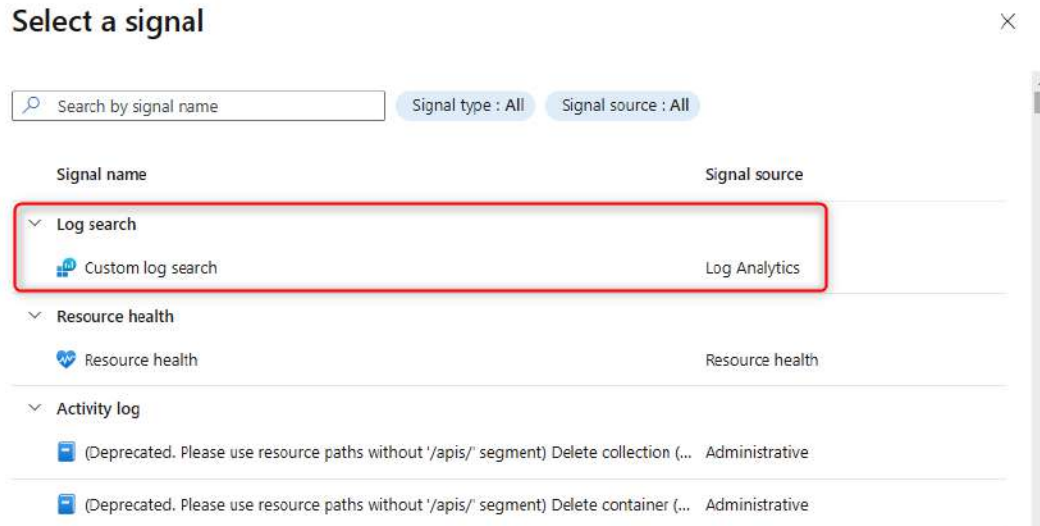 Select a signal
Search by signal name
Signal type : All
Signal source : All
Signal name Signal source
Log search
Custom log search Log Analytics
Resource health
Resource health Resource health
Activity log
(Deprecated. Please use resource paths without '/apis/' segment) Delete collection (... Administrative
(Deprecated. Please use resource paths without '/apis/' segment) Delete container (... Administrative